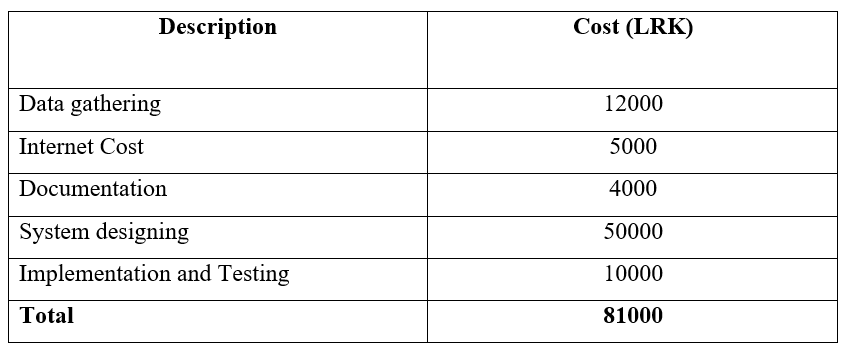 Description Cost (LRK)
Data gathering 12000
Internet Cost 5000
Documentation 4000
System designing 50000
Implementation and Testing 10000
Total 81000